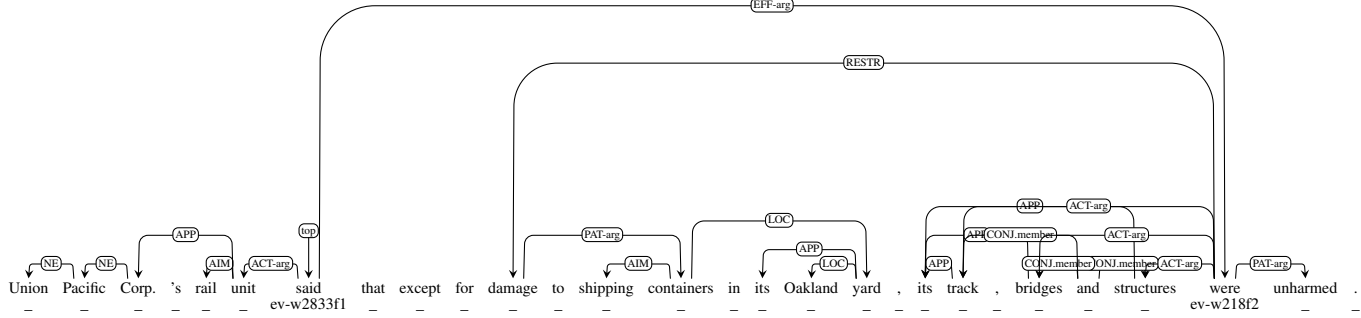 EFF-arg
RESTR
APP ACT-arg
LOC
APP top PAT-arg CONJ.member ACT-arg
APP
NE NE AIM ACT-arg AIM LOC APP CONJ.member ACT-arg PAT-arg
Union Pacific Corp. 's rail unit said that except for damage to shipping containers in its Oakland yard , its track , bridges and structures were unharmed .
ev-w2833f1 ev-w218f2
_ _ _ _ _ _ _ _ _ _ _ _ _ _ _ _ _ _ _ _ _ _ _ _ _ _